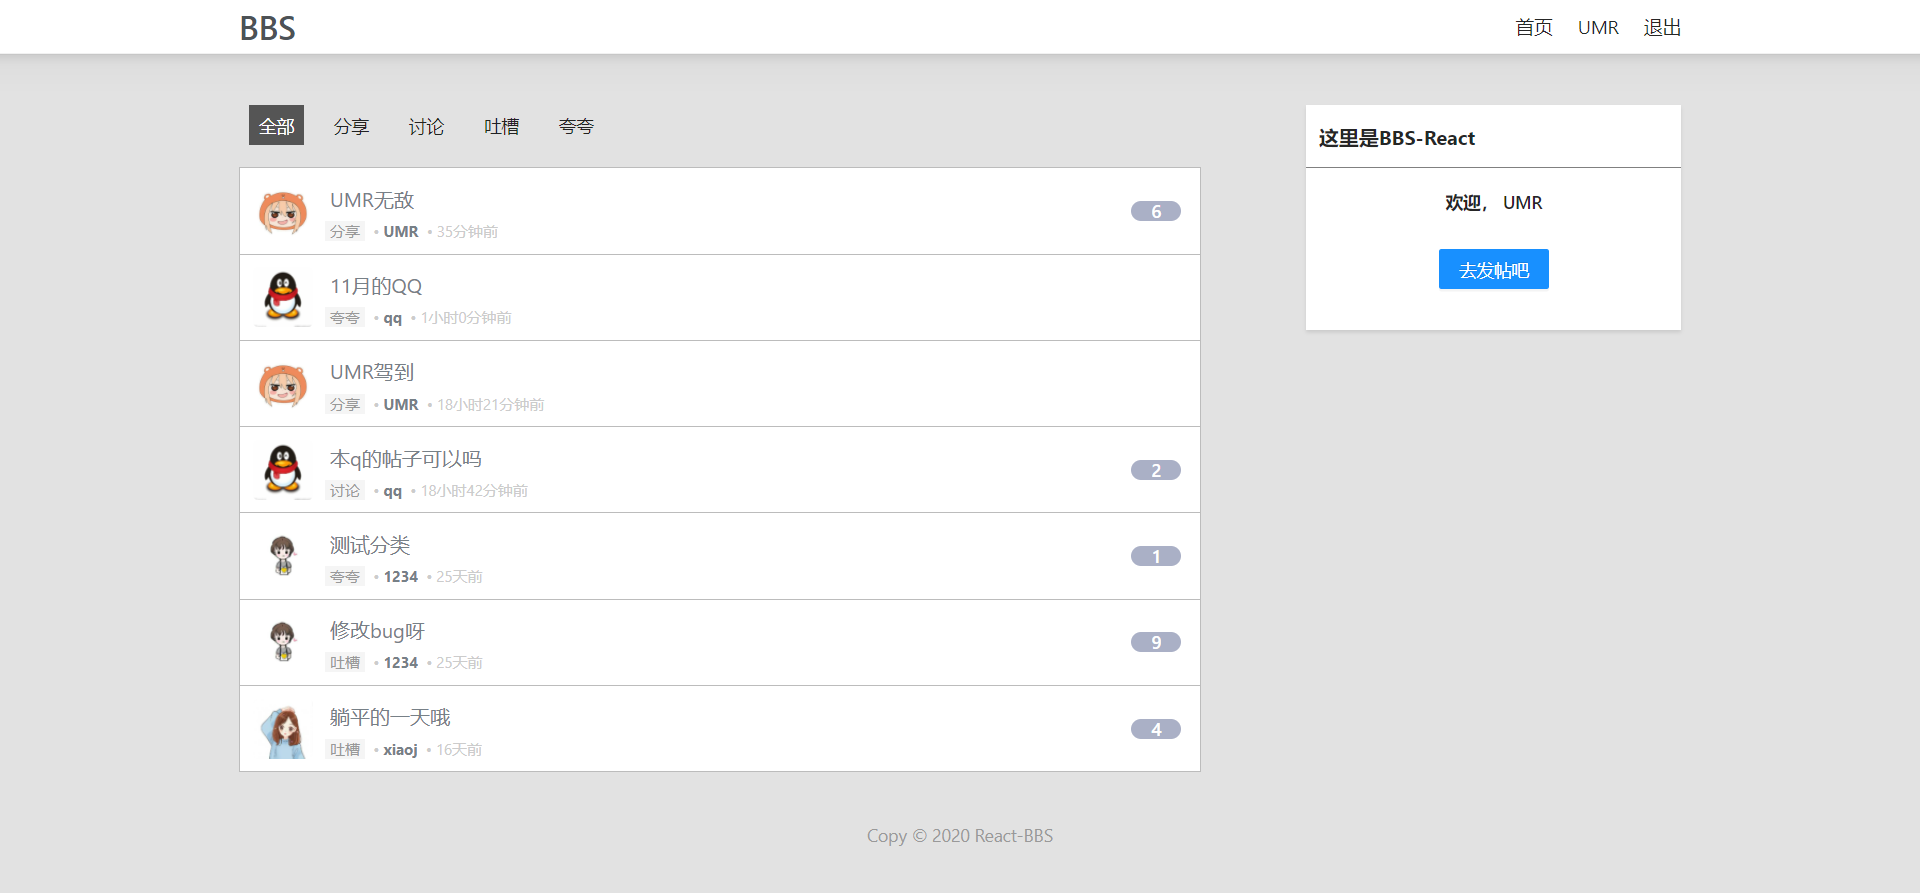 BBS
首页 UMR 退出
全部 分享 讨论 吐槽 夸夸
UMR无敌
分享 • UMR • 35分钟前
6
11月的QQ
夸夸 • qq • 1小时0分钟前
UMR驾到
分享 • UMR • 18小时21分钟前
本q的帖子可以吗
讨论 • qq • 18小时42分钟前
2
测试分类
夸夸 • 1234 • 25天前
1
修改bug呀
吐槽 • 1234 • 25天前
9
躺平的一天哦
吐槽 • xiaoj • 16天前
4
这里是BBS-React
欢迎， UMR
去发帖吧
Copy © 2020 React-BBS